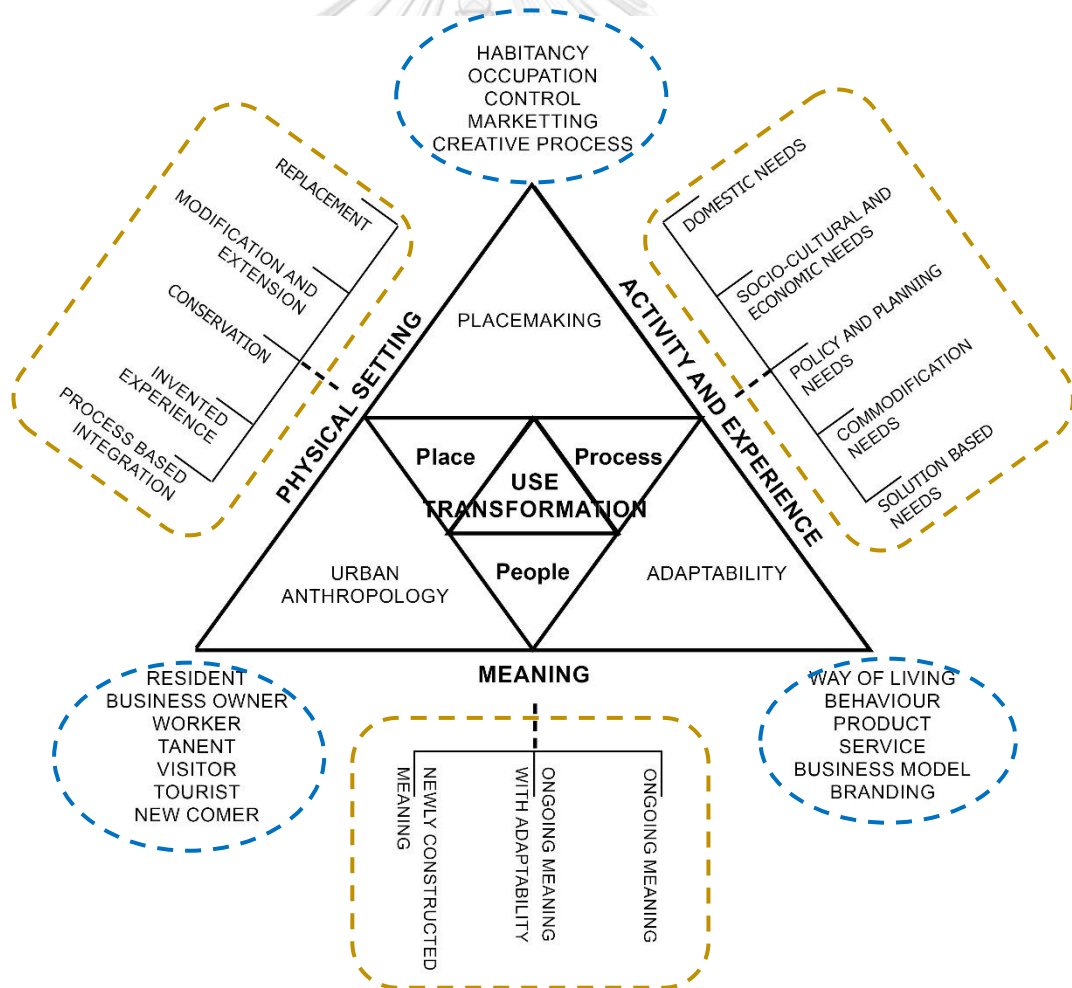 HABITANCY
OCCUPATION
CONTROL
MARKETTING
CREATIVE PROCESS
REPLACEMENT
MODIFICATION AND
EXTENSION
CONSERVATION
INVENTED
EXPERIENCE
PROCESS BASED
INTEGRATION
PHYSICAL SETTING
DOMESTIC NEEDS
SOCIO-CULTURAL AND
ECONOMIC NEEDS
POLICY AND PLANNING
NEEDS
COMMODIFICATION
NEEDS
SOLUTION BASED
NEEDS
ACTIVITY AND EXPERIENCE
PLACEMAKING
Place
Process
USE
TRANSFORMATION
People
URBAN
ANTHROPOLOGY
ADAPTABILITY
MEANING
RESIDENT
BUSINESS OWNER
WORKER
TANENT
VISITOR
TOURIST
NEW COMER
NEWLY CONSTRUCTED
MEANING
ONGOING MEANING
WITH ADAPTABILITY
ONGOING MEANING
WAY OF LIVING
BEHAVIOUR
PRODUCT
SERVICE
BUSINESS MODEL
BRANDING